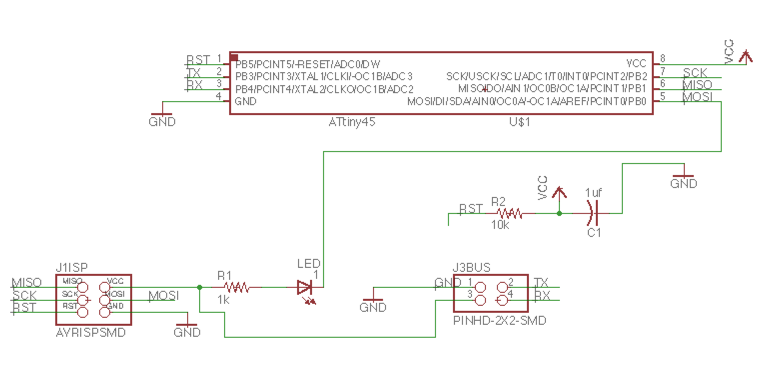 VCC
RST 1 PB5/PCINT5/-RESET/ADC0/DW VCC 8
TX 2 PB3/PCINT3/XTAL1/CLKI/-OC1B/ADC3 SCK/USCK/SCL/ADC1/T0/INT0/PCINT2/PB2 7 SCK
RX 3 PB4/PCINT4/XTAL2/CLKO/OC1B/ADC2 MISO/DO/AIN1/OC0B/OC1A/PCINT1/PB1 6 MISO
4 GND MOSI/DI/SDA/AIN0/OC0A/-OC1A/AREF/PCINT0/PB0 5 MOSI
GND
ATtiny45 U$1
VCC
GND
1uf
R2
RST
10k
C1
LED
J1ISP
R1
1
J3BUS
MISO MISO VCC
GND 1 2 TX
SCK SCK MOSI MOSI
1k
3 4 RX
RST RST GND
GND
GND
AVRISPSMD
PINHD-2X2-SMD